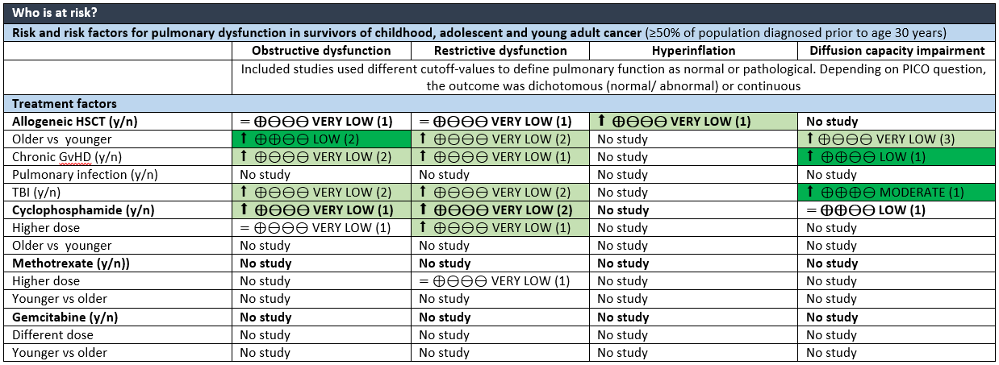 Who is at risk?
Risk and risk factors for pulmonary dysfunction in survivors of childhood, adolescent and young adult cancer (≥50% of population diagnosed prior to age 30 years)
Obstructive dysfunction Restrictive dysfunction Hyperinflation Diffusion capacity impairment
Included studies used different cutoff-values to define pulmonary function as normal or pathological. Depending on PICO question,
the outcome was dichotomous (normal/ abnormal) or continuous
Treatment factors
Allogeneic HSCT (y/n) = ⊕⊖⊖⊖ VERY LOW (1) = ⊕⊖⊖⊖ VERY LOW (1) ⬆ ⊕⊖⊖⊖ VERY LOW (1) No study
Older vs younger ⬆ ⊕⊕⊖⊖ LOW (2) ⬆ ⊕⊖⊖⊖ VERY LOW (2) No study ⬆ ⊕⊖⊖⊖ VERY LOW (3)
Chronic GvHD (y/n) ⬆ ⊕⊖⊖⊖ VERY LOW (2) ⬆ ⊕⊖⊖⊖ VERY LOW (1) No study ⬆ ⊕⊕⊖⊖ LOW (1)
Pulmonary infection (y/n) No study No study No study No study
TBI (y/n) ⬆ ⊕⊖⊖⊖ VERY LOW (2) ⬆ ⊕⊖⊖⊖ VERY LOW (2) No study ⬆ ⊕⊕⊕⊖ MODERATE (1)
Cyclophosphamide (y/n) ⬆ ⊕⊖⊖⊖ VERY LOW (1) ⬆ ⊕⊖⊖⊖ VERY LOW (2) No study = ⊕⊕⊖⊖ LOW (1)
Higher dose = ⊕⊖⊖⊖ VERY LOW (1) ⬆ ⊕⊖⊖⊖ VERY LOW (1) No study No study
Older vs younger No study No study No study No study
Methotrexate (y/n)) No study No study No study No study
Higher dose No study = ⊕⊖⊖⊖ VERY LOW (1) No study No study
Younger vs older No study No study No study No study
Gemcitabine (y/n) No study No study No study No study
Different dose No study No study No study No study
Younger vs older No study No study No study No study